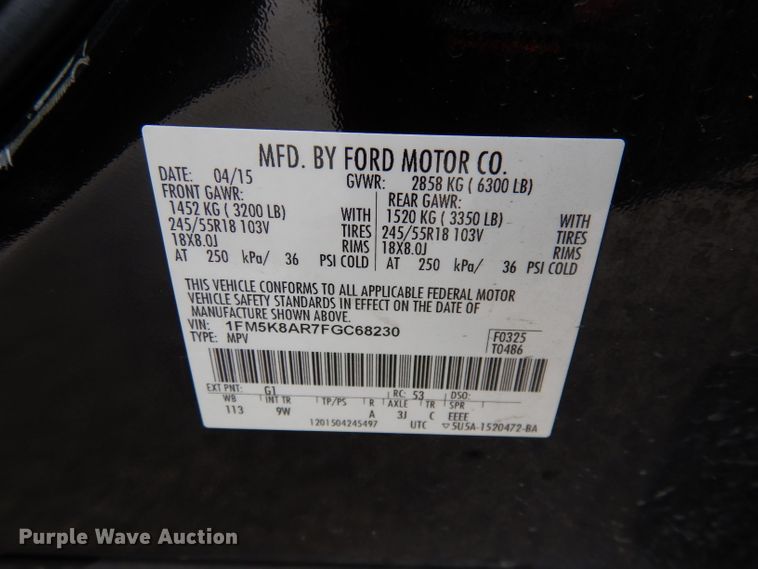 MFD. BY FORD MOTOR CO.
DATE: 04/15 GVWR: 2858 KG ( 6300 LB)
FRONT GAWR: REAR GAWR:
1452 KG ( 3200 LB) WITH 1520 KG ( 3350 LB) WITH
245/55R18 103V TIRES 245/55R18 103V TIRES
18X8.0J RIMS 18X8.0J RIMS
AT 250 kPa/ 36 PSI COLD AT 250 kPa/ 36 PSI COLD
THIS VEHICLE CONFORMS TO ALL APPLICABLE FEDERAL MOTOR
VEHICLE SAFETY STANDARDS IN EFFECT ON THE DATE OF
MANUFACTURE SHOWN ABOVE.
VIN: 1FM5K8AR7FGC68230 F0325
TYPE: MPV T0486
EXT PNT: G1 RC: 53 DSO:
WB INT TR TP/PS R AXLE TR SPR
113 9W A 3J C EEEE
1201504245497 UTC ▽5U5A-1520472-BA
Purple Wave Auction